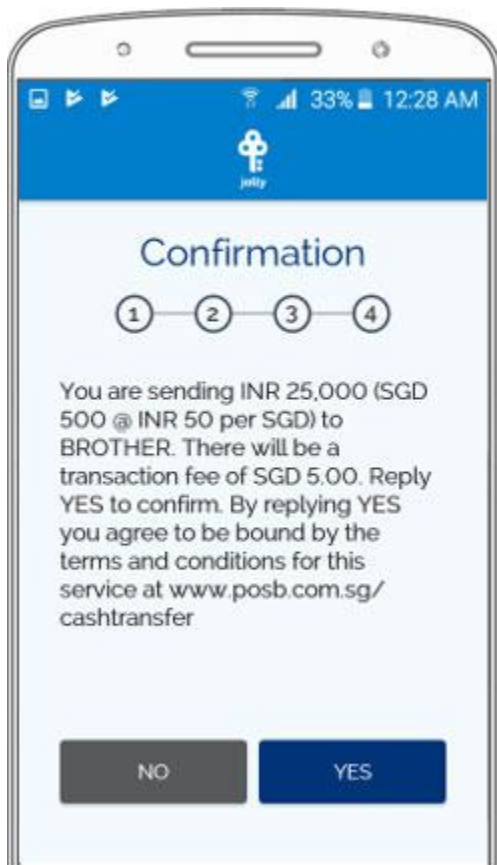 33% 12:28 AM
jolly
Confirmation
1 2 3 4
You are sending INR 25,000 (SGD
500 @ INR 50 per SGD) to
BROTHER. There will be a
transaction fee of SGD 5.00. Reply
YES to confirm. By replying YES
you agree to be bound by the
terms and conditions for this
service at www.posb.com.sg/
cashtransfer
NO YES